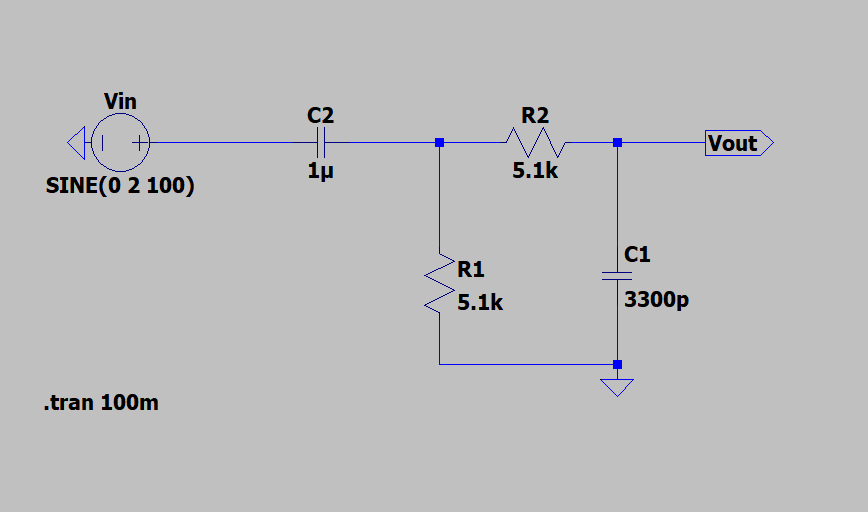 Vin
SINE(0 2 100)
C2
1µ
R2
5.1k
Vout
R1
5.1k
C1
3300p
.tran 100m